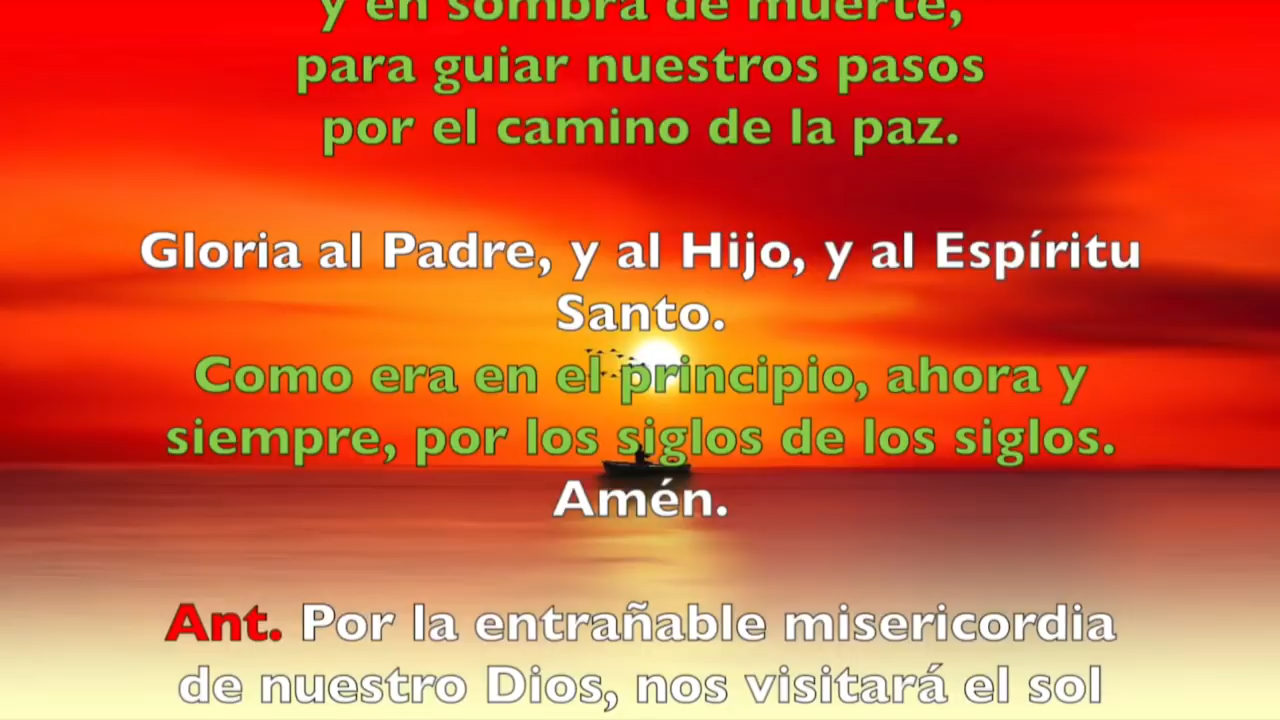 y en sombra de muerte,
para guiar nuestros pasos
por el camino de la paz.
Gloria al Padre, y al Hijo, y al Espíritu
Santo.
Como era en el principio, ahora y
siempre, por los siglos de los siglos.
Amén.
Ant. Por la entrañable misericordia
de nuestro Dios, nos visitará el sol